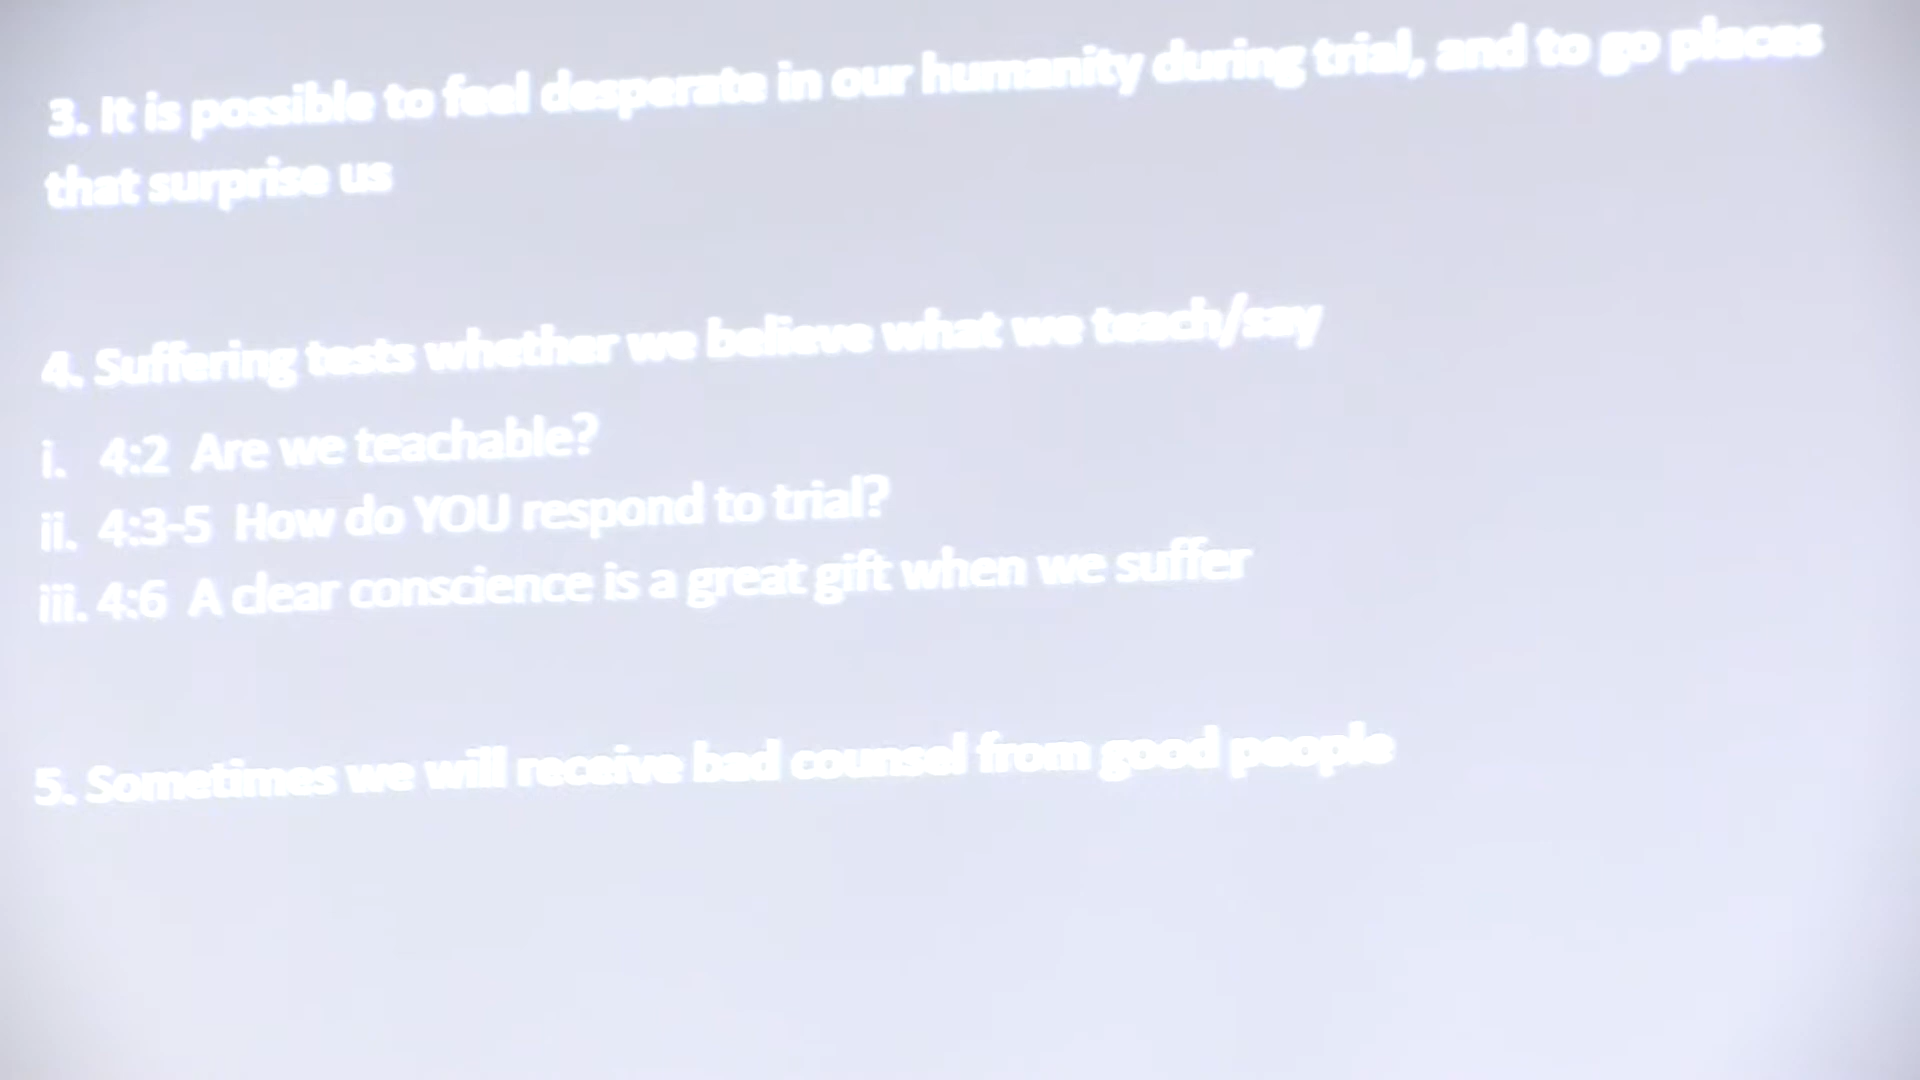 3. It is possible to feel desperate in our humanity during trial, and to go places
that surprise us
4. Suffering tests whether we believe what we teach/say
i. 4:2 Are we teachable?
ii. 4:3-5 How do YOU respond to trial?
iii. 4:6 A clear conscience is a great gift when we suffer
5. Sometimes we will receive bad counsel from good people